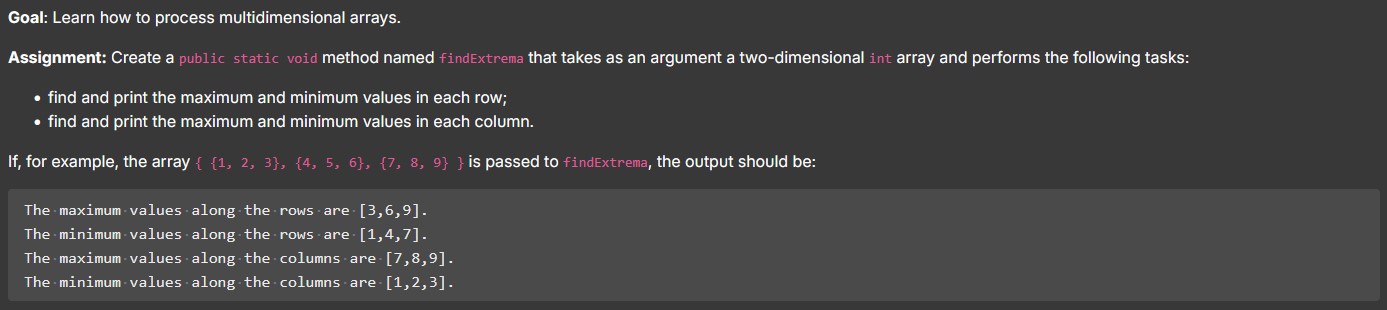 Goal: Learn how to process multidimensional arrays.
Assignment: Create a public static void method named findExtrema that takes as an argument a two-dimensional int array and performs the following tasks:
• find and print the maximum and minimum values in each row;
• find and print the maximum and minimum values in each column.
If, for example, the array { {1, 2, 3}, {4, 5, 6}, {7, 8, 9} } is passed to findExtrema, the output should be:
The·maximum·values·along·the·rows·are·[3,6,9].
The·minimum·values·along·the·rows·are·[1,4,7].
The·maximum·values·along·the·columns·are·[7,8,9].
The·minimum·values·along·the·columns·are·[1,2,3].